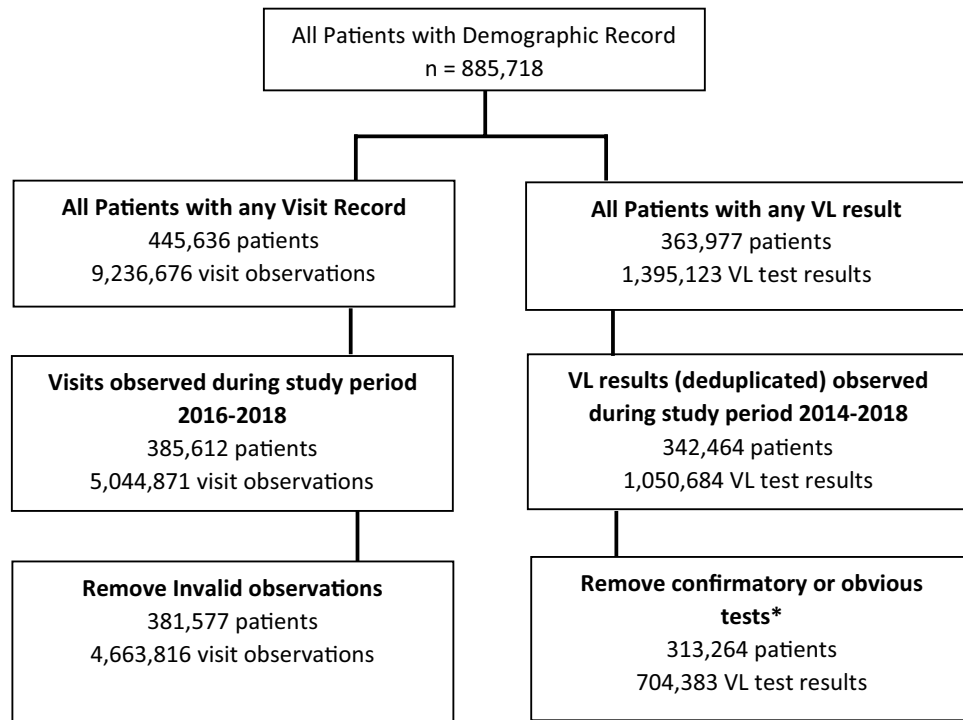 All Patients with Demographic Record
n = 885,718
All Patients with any Visit Record
445,636 patients
9,236,676 visit observations
All Patients with any VL result
363,977 patients
1,395,123 VL test results
Visits observed during study period
2016-2018
385,612 patients
5,044,871 visit observations
VL results (deduplicated) observed
during study period 2014-2018
342,464 patients
1,050,684 VL test results
Remove Invalid observations
381,577 patients
4,663,816 visit observations
Remove confirmatory or obvious
tests*
313,264 patients
704,383 VL test results